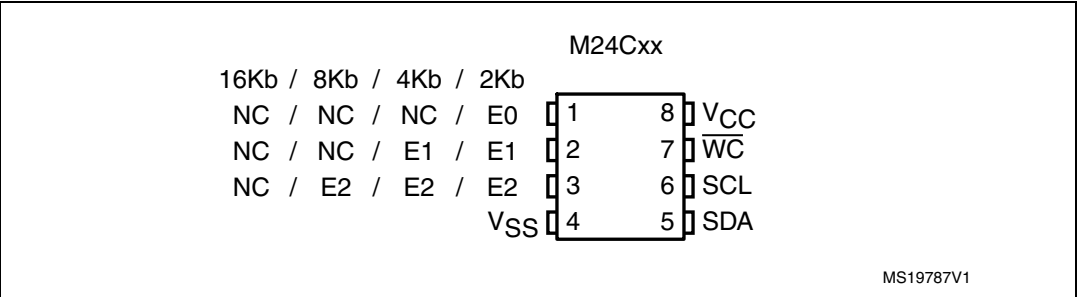 M24Cxx
16Kb / 8Kb / 4Kb / 2Kb
NC / NC / NC / E0 1 8 VCC
NC / NC / E1 / E1 2 7 W̅C̅
NC / E2 / E2 / E2 3 6 SCL
VSS 4 5 SDA
MS19787V1